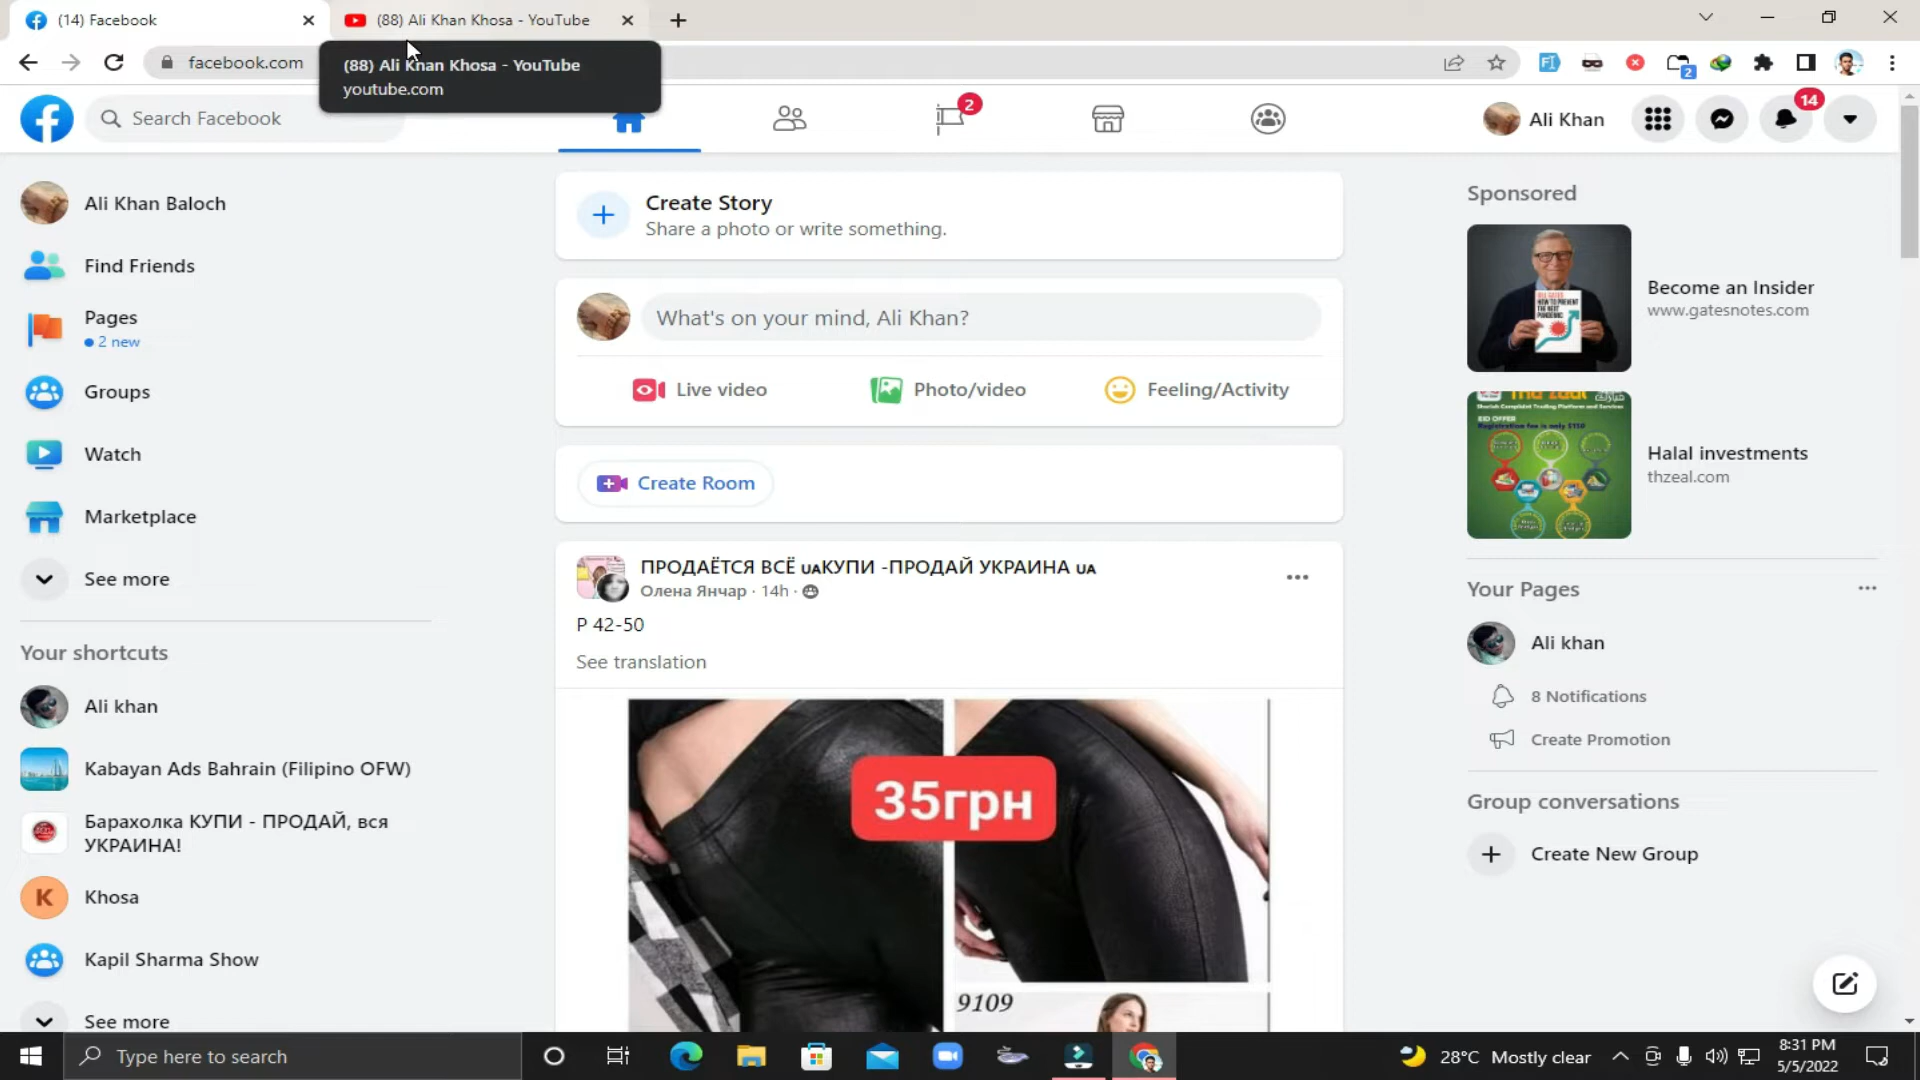 (14) Facebook
(88) Ali Khan Khosa - YouTube
facebook.com
(88) Ali Khan Khosa - YouTube
youtube.com
2
Search Facebook
2
Ali Khan
14
Ali Khan Baloch
Find Friends
Pages
2 new
Groups
Watch
Marketplace
See more
Your shortcuts
Ali khan
Kabayan Ads Bahrain (Filipino OFW)
Барахолка КУПИ - ПРОДАЙ, вся
УКРАИНА!
K
Khosa
Kapil Sharma Show
See more
Create Story
Share a photo or write something.
What's on your mind, Ali Khan?
Live video
Photo/video
Feeling/Activity
Create Room
ПРОДАЁТСЯ ВСЁ UAКУПИ -ПРОДАЙ УКРАИНА UA
Олена Янчар · 14h ·
Р 42-50
See translation
35грн
9109
Sponsored
Become an Insider
www.gatesnotes.com
Halal investments
thzeal.com
Your Pages
Ali khan
8 Notifications
Create Promotion
Group conversations
Create New Group
Type here to search
28°C Mostly clear
8:31 PM
5/5/2022